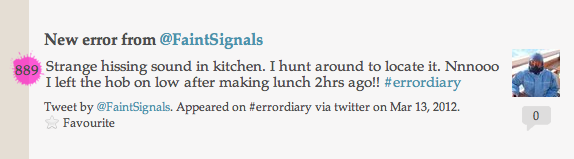 New error from @FaintSignals
889
Strange hissing sound in kitchen. I hunt around to locate it. Nnnooo
I left the hob on low after making lunch 2hrs ago!! #errordiary
Tweet by @FaintSignals. Appeared on #errordiary via twitter on Mar 13, 2012.
Favourite
0